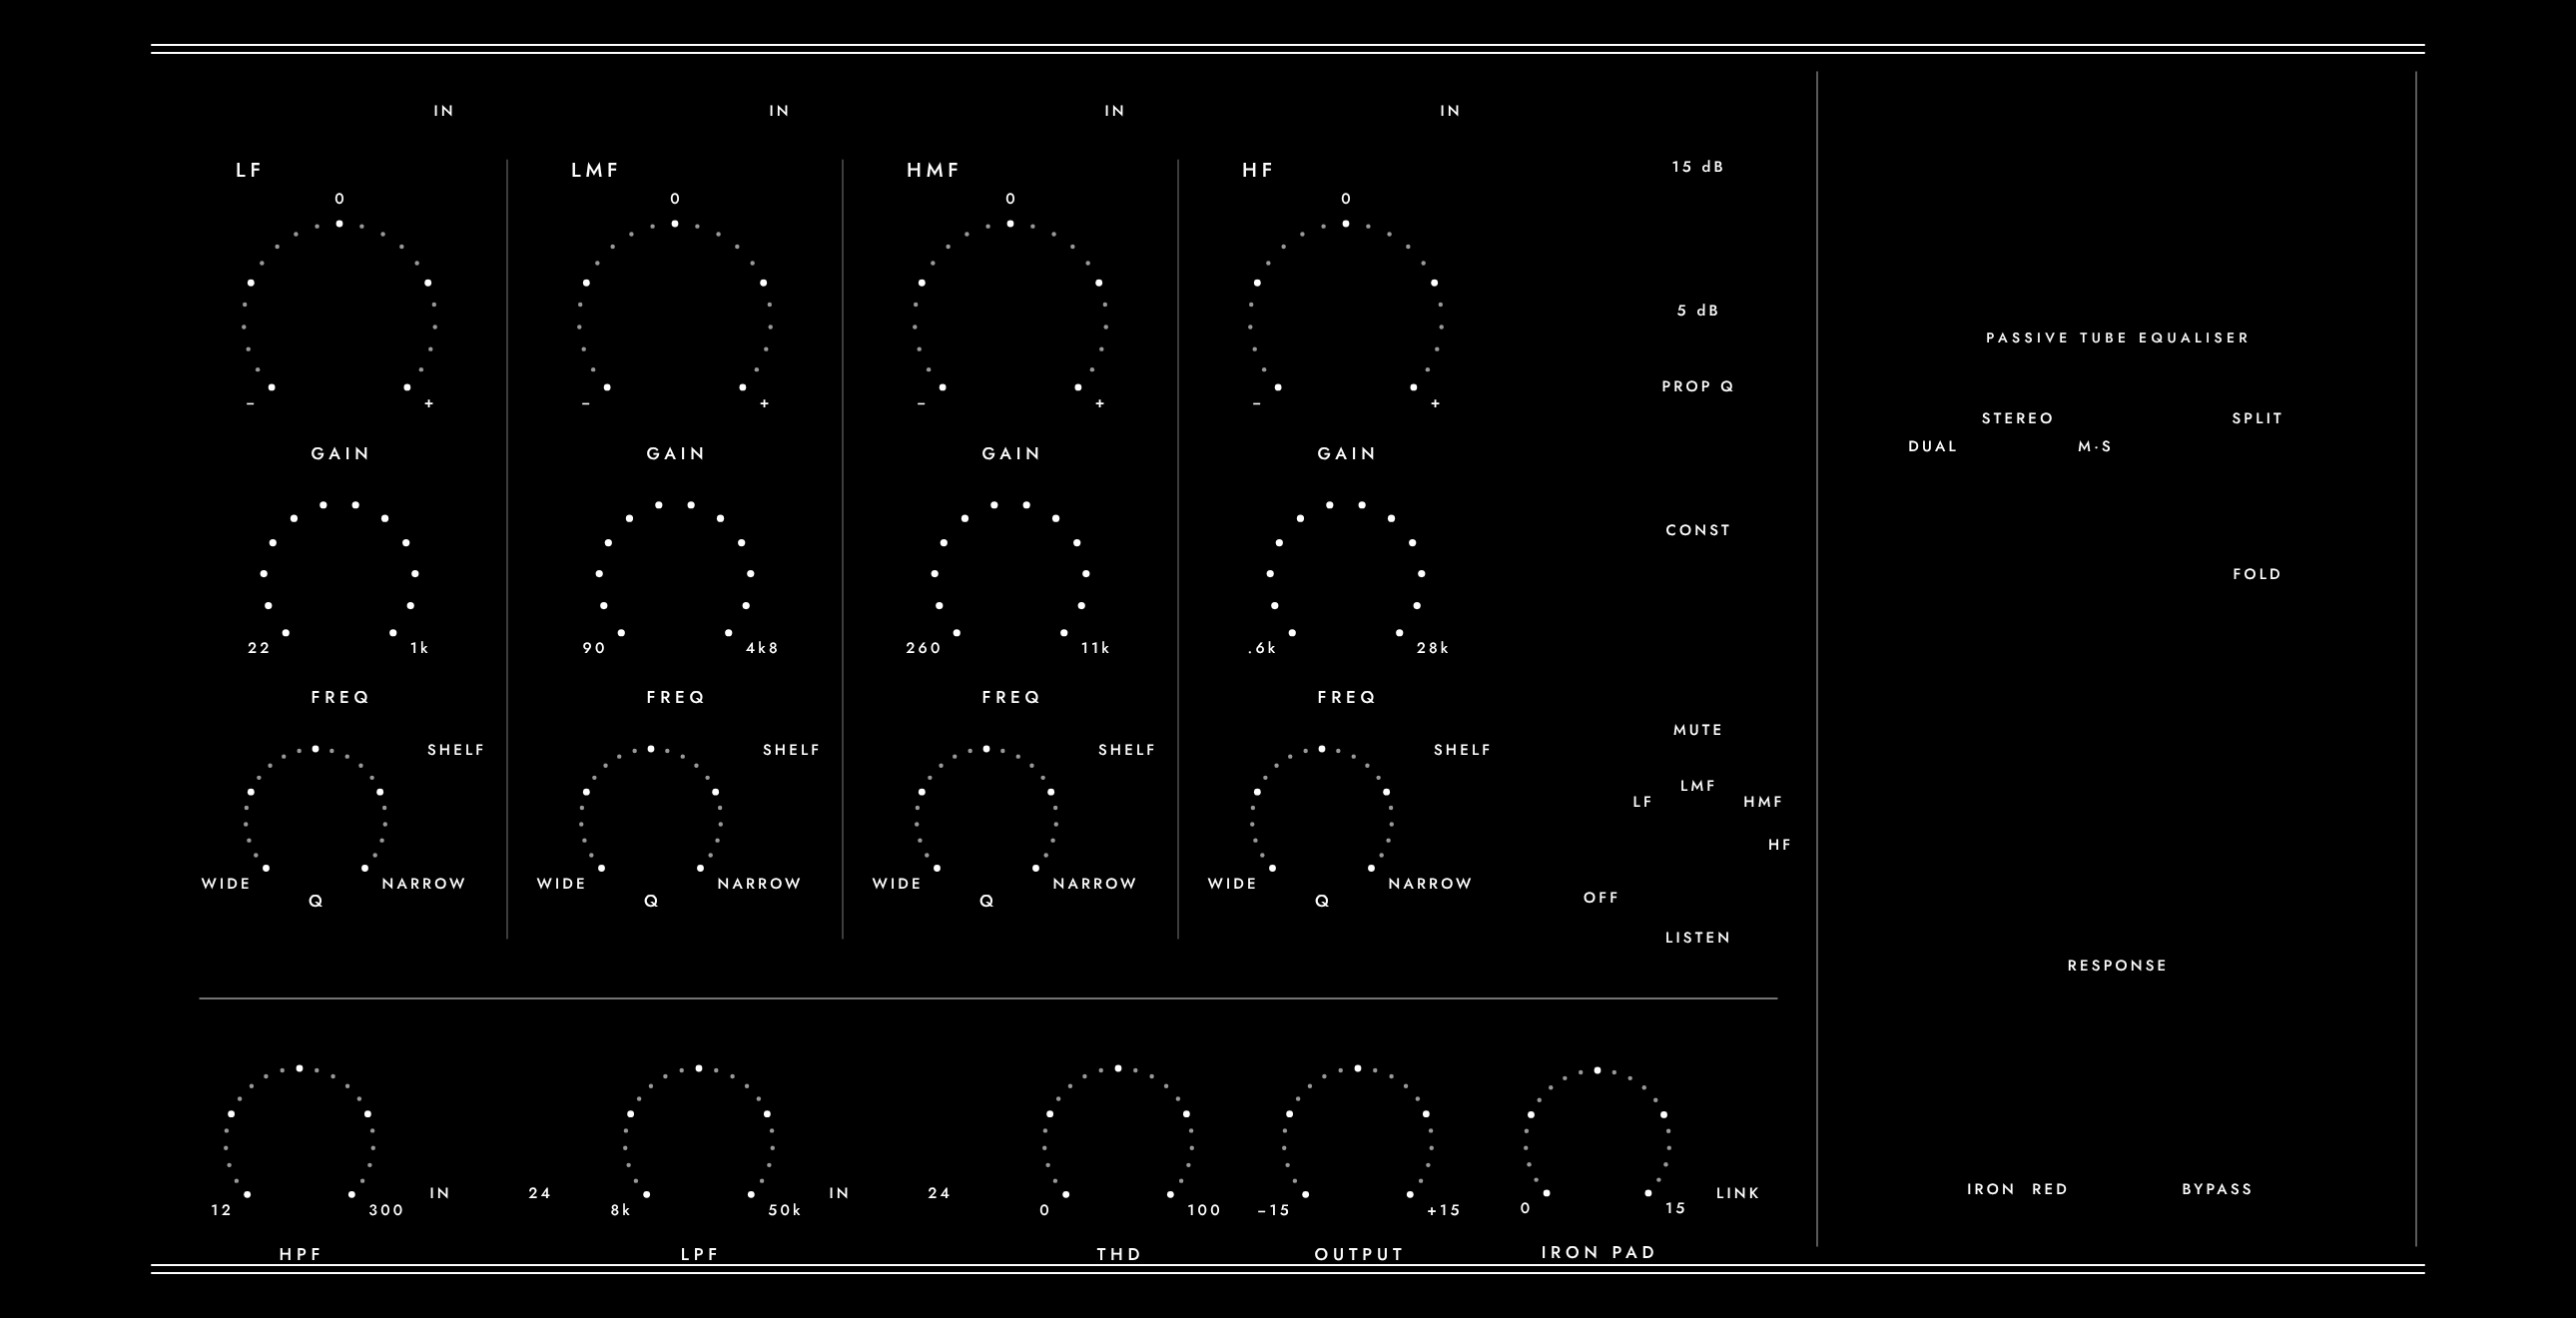 IN IN IN IN
LF LMF HMF HF 15 dB
0 0 0 0
5 dB
PASSIVE TUBE EQUALISER
PROP Q
– + – + – + – +
STEREO SPLIT
DUAL M·S
GAIN GAIN GAIN GAIN
CONST
FOLD
22 1k 90 4k8 260 11k .6k 28k
FREQ FREQ FREQ FREQ
MUTE
SHELF SHELF SHELF SHELF
LMF
LF HMF
HF
WIDE NARROW WIDE NARROW WIDE NARROW WIDE NARROW
Q Q Q Q OFF
LISTEN
RESPONSE
IRON RED BYPASS
IN 24 IN 24 LINK
12 300 8k 50k 0 100 –15 +15 0 15
HPF LPF THD OUTPUT IRON PAD